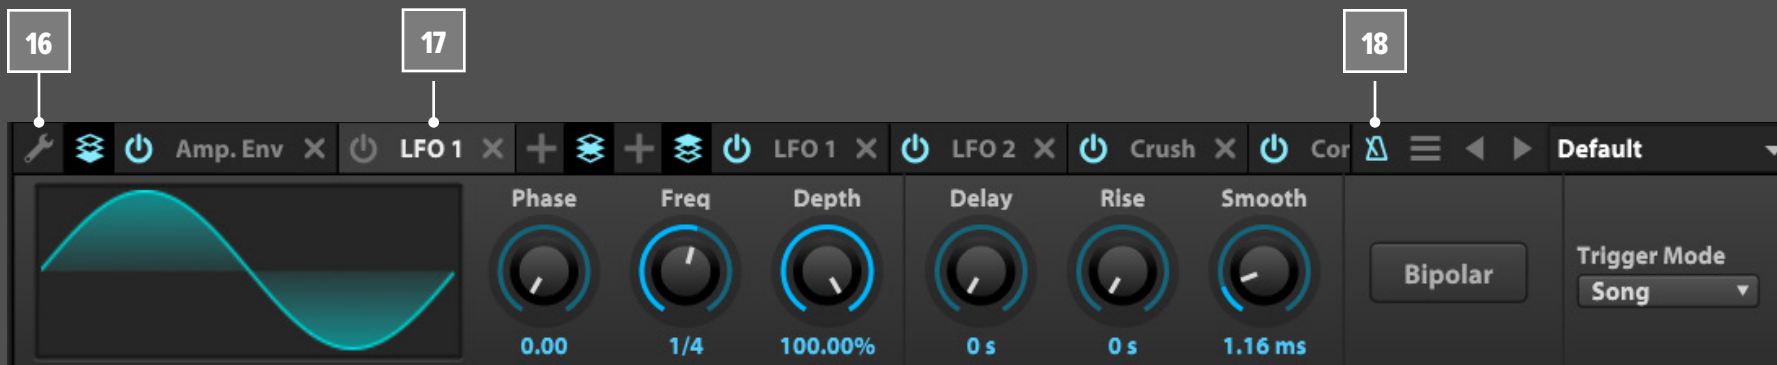 16 17 18
Amp. Env LFO 1 LFO 1 LFO 2 Crush Cor Default
Phase Freq Depth Delay Rise Smooth
Trigger Mode
Bipolar
Song
0.00 1/4 100.00% 0 s 0 s 1.16 ms